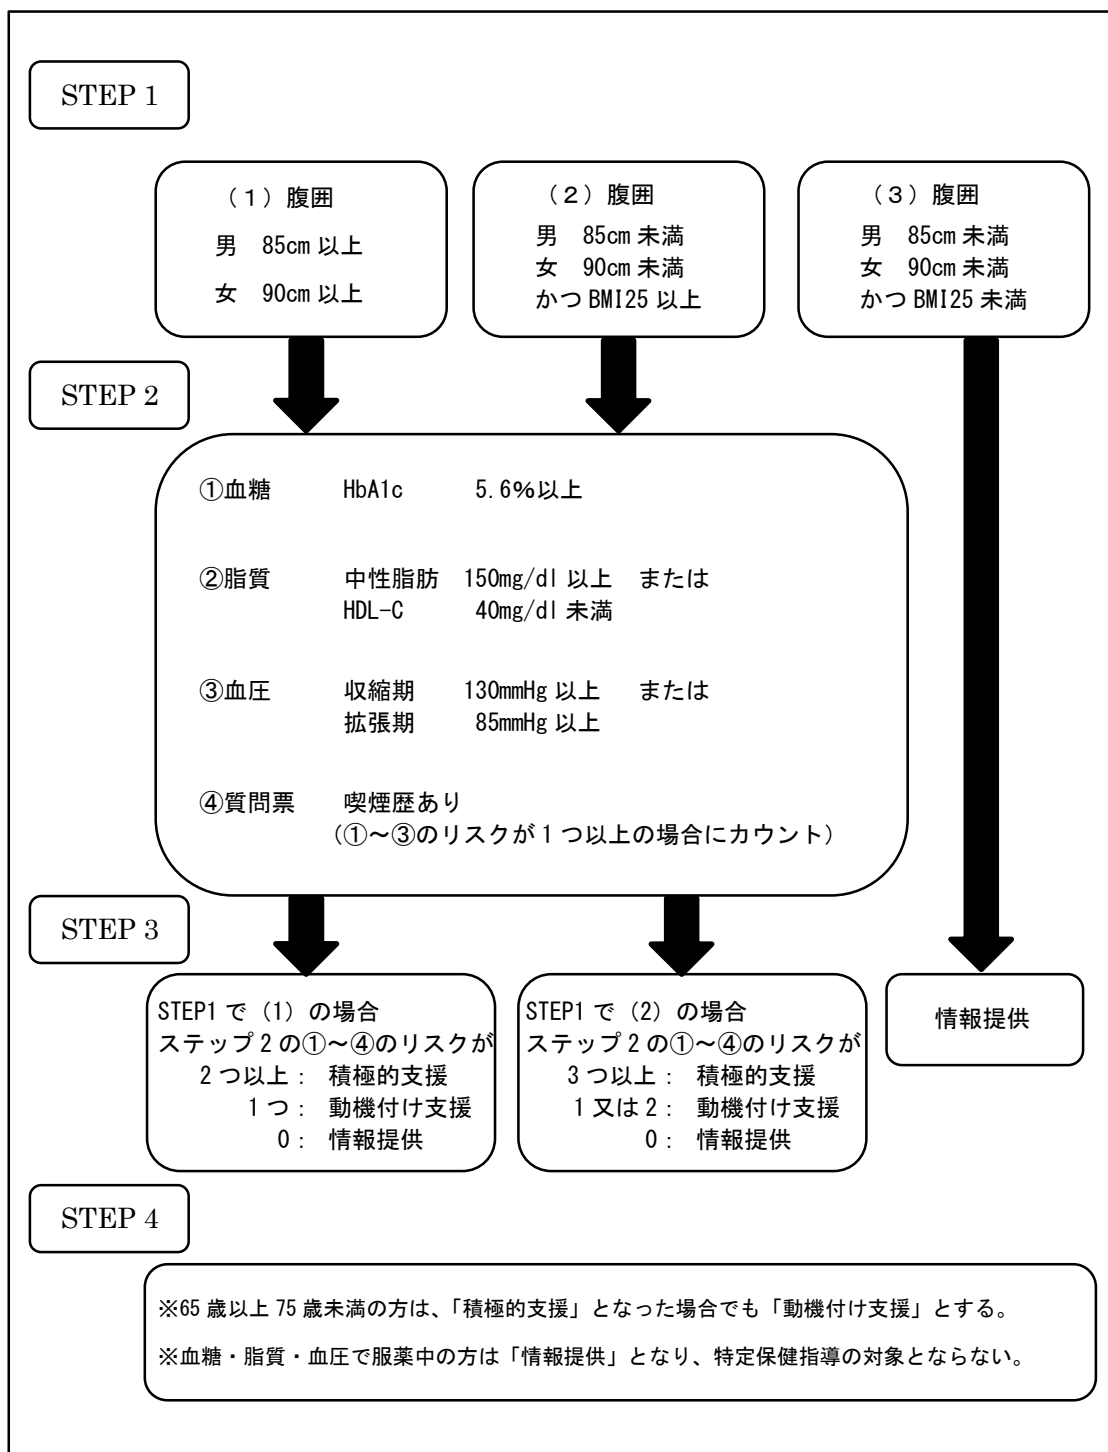 STEP 1
（1）腹囲
男　85cm 以上
女　90cm 以上
（2）腹囲
男　85cm 未満
女　90cm 未満
かつ BMI25 以上
（3）腹囲
男　85cm 未満
女　90cm 未満
かつ BMI25 未満
STEP 2
①血糖　HbA1c　5.6%以上
②脂質　中性脂肪　150mg/dl 以上　または
HDL-C　40mg/dl 未満
③血圧　収縮期　130mmHg 以上　または
拡張期　85mmHg 以上
④質問票　喫煙歴あり
（①～③のリスクが 1 つ以上の場合にカウント）
STEP 3
STEP1 で（1）の場合
ステップ 2 の①～④のリスクが
2 つ以上：　積極的支援
1 つ：　動機付け支援
0：　情報提供
STEP1 で（2）の場合
ステップ 2 の①～④のリスクが
3 つ以上：　積極的支援
1 又は 2：　動機付け支援
0：　情報提供
情報提供
STEP 4
※65 歳以上 75 歳未満の方は、「積極的支援」となった場合でも「動機付け支援」とする。
※血糖・脂質・血圧で服薬中の方は「情報提供」となり、特定保健指導の対象とならない。